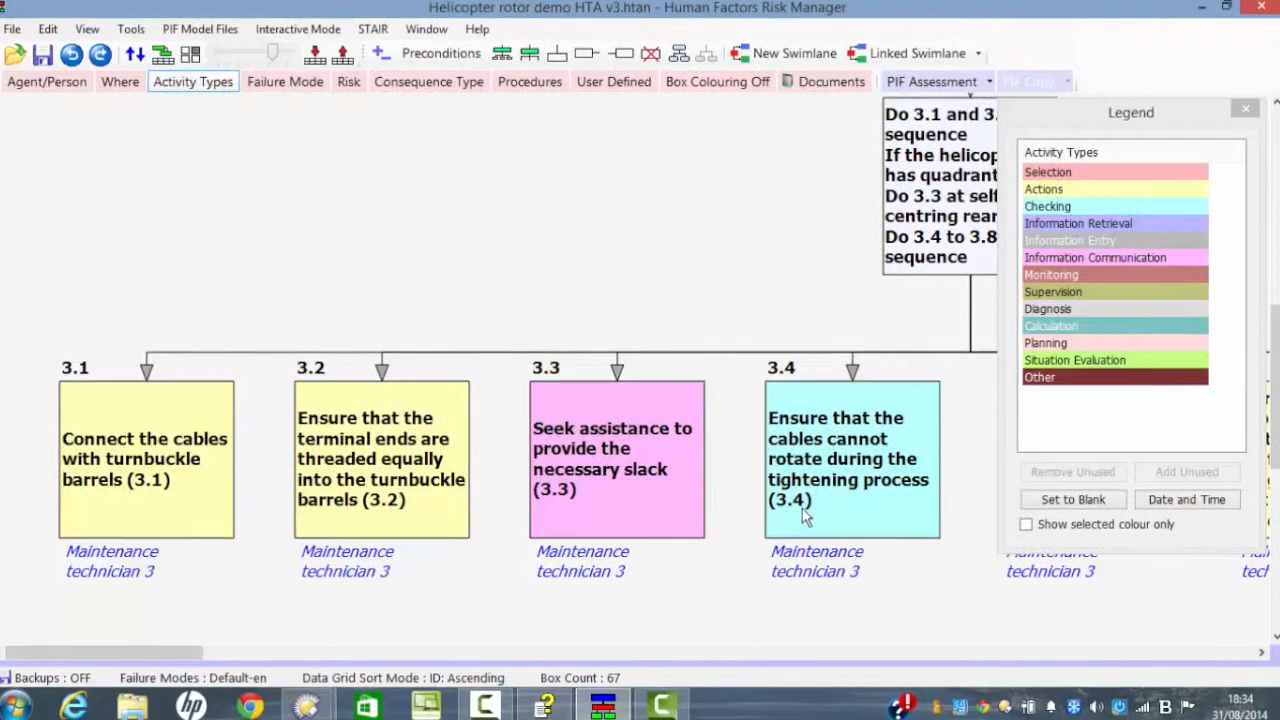 Helicopter rotor demo HTA v3.htan - Human Factors Risk Manager
File Edit View Tools PIF Model Files Interactive Mode STAIR Window Help
Preconditions New Swimlane Linked Swimlane
Agent/Person Where Activity Types Failure Mode Risk Consequence Type Procedures User Defined Box Colouring Off Documents PIF Assessment PIF Copy
Do 3.1 and 3.
sequence
If the helicop
has quadrant
Do 3.3 at self
centring rear
Do 3.4 to 3.8
sequence
Legend
Activity Types
Selection
Actions
Checking
Information Retrieval
Information Entry
Information Communication
Monitoring
Supervision
Diagnosis
Calculation
Planning
Situation Evaluation
Other
Remove Unused Add Unused
Set to Blank Date and Time
Show selected colour only
3.1
Connect the cables
with turnbuckle
barrels (3.1)
Maintenance
technician 3
3.2
Ensure that the
terminal ends are
threaded equally
into the turnbuckle
barrels (3.2)
Maintenance
technician 3
3.3
Seek assistance to
provide the
necessary slack
(3.3)
Maintenance
technician 3
3.4
Ensure that the
cables cannot
rotate during the
tightening process
(3.4)
Maintenance
technician 3
Maintenance
technician 3
Main
tech
Backups : OFF Failure Modes : Default-en Data Grid Sort Mode : ID: Ascending Box Count : 67
hp
18:34
31/08/2014